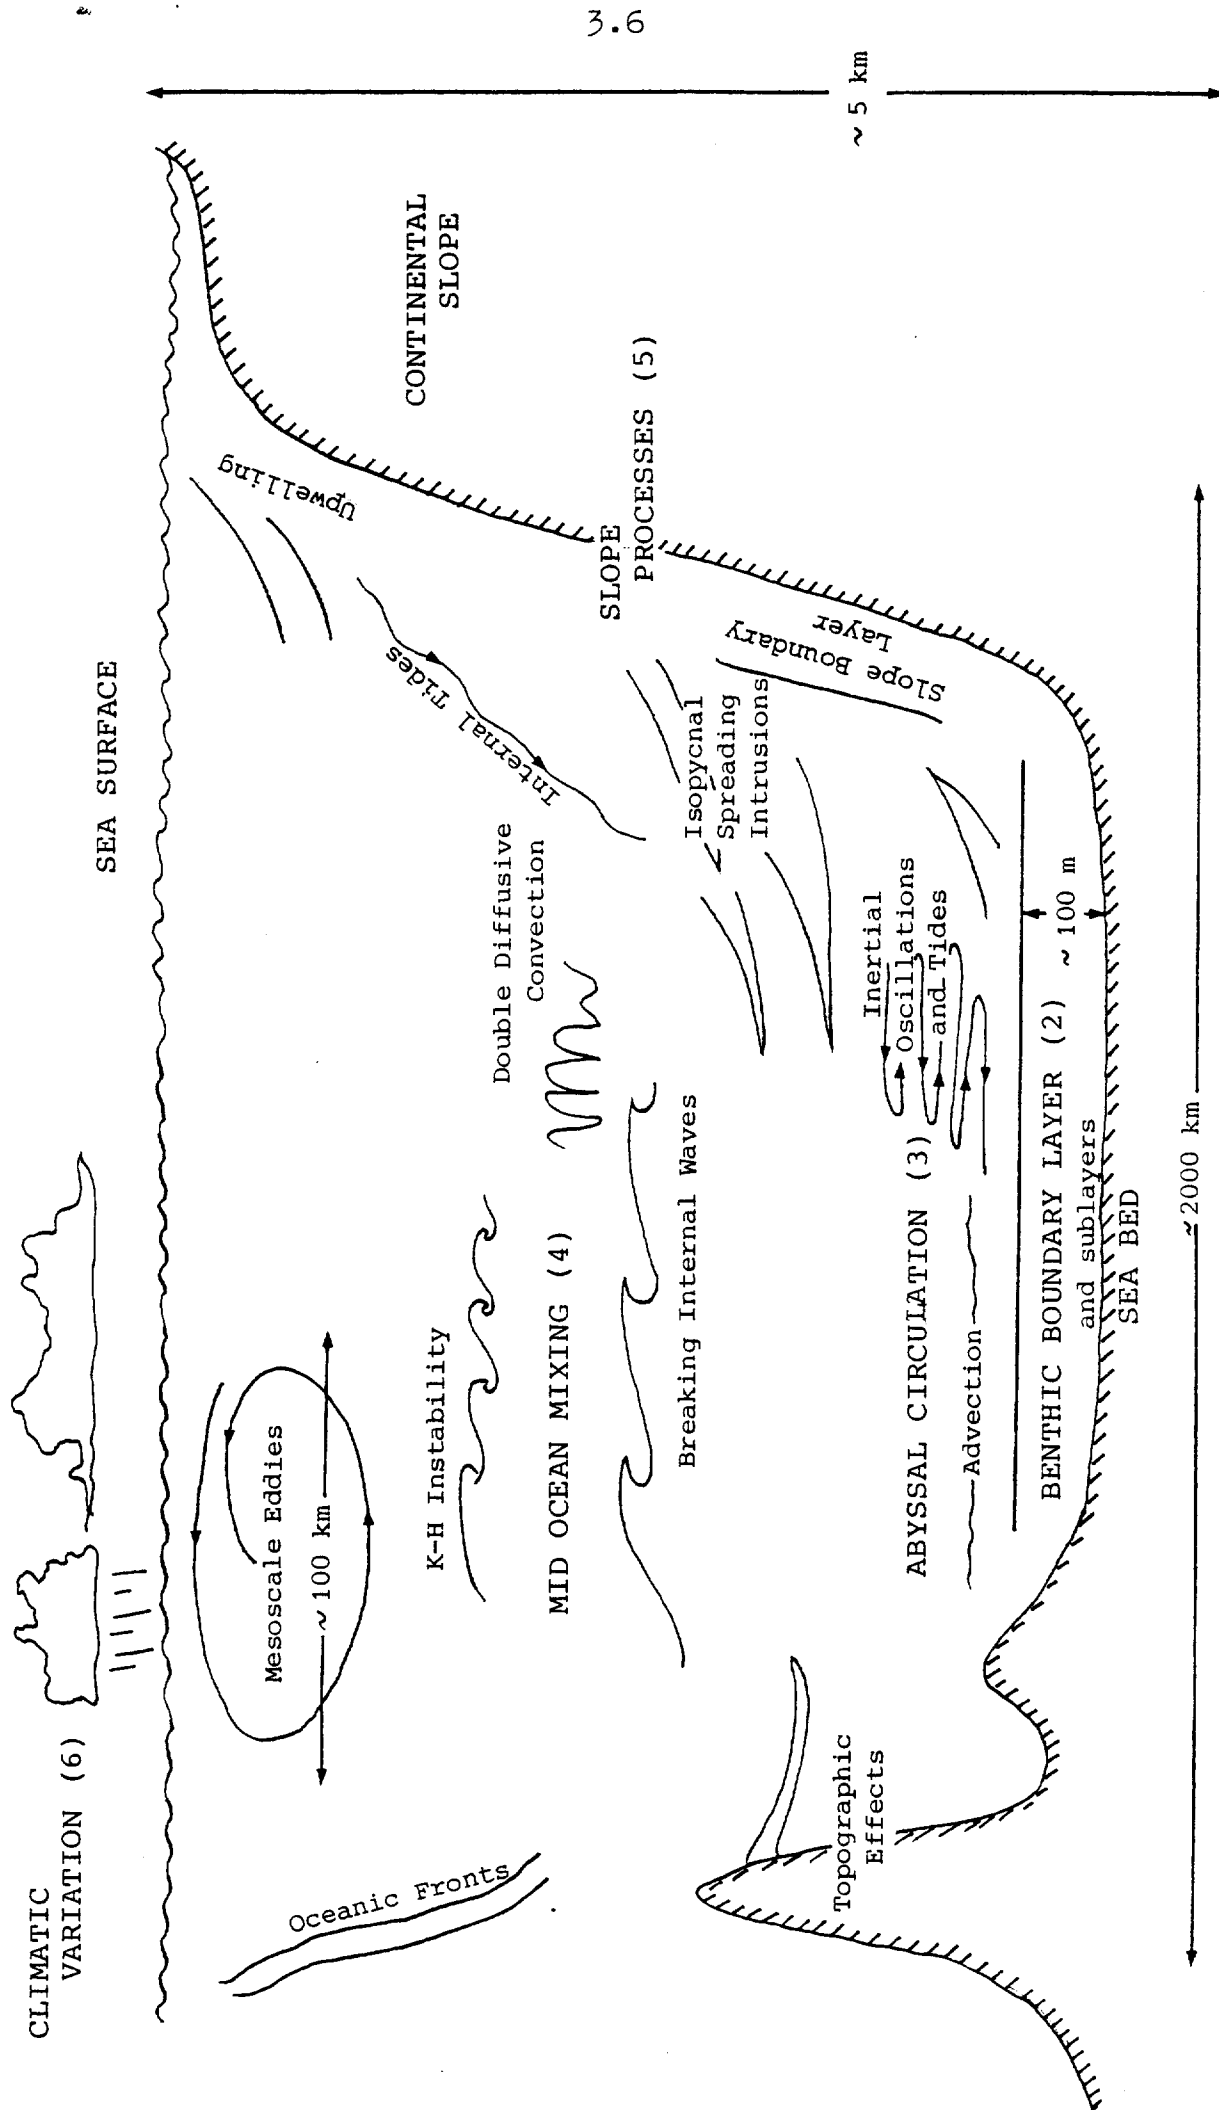 3.6
CLIMATIC
VARIATION (6)
SEA SURFACE
~ 5 km
Oceanic Fronts
Mesoscale Eddies
~ 100 km
K-H Instability
MID OCEAN MIXING (4)
Breaking Internal Waves
Double Diffusive
Convection
Internal Tides
Upwelling
CONTINENTAL
SLOPE
SLOPE
PROCESSES (5)
Isopycnal
Spreading
Intrusions
Slope Boundary
Layer
Topographic
Effects
ABYSSAL CIRCULATION (3)
Advection
Inertial
Oscillations
and Tides
BENTHIC BOUNDARY LAYER (2)
and sublayers
~ 100 m
SEA BED
~ 2000 km